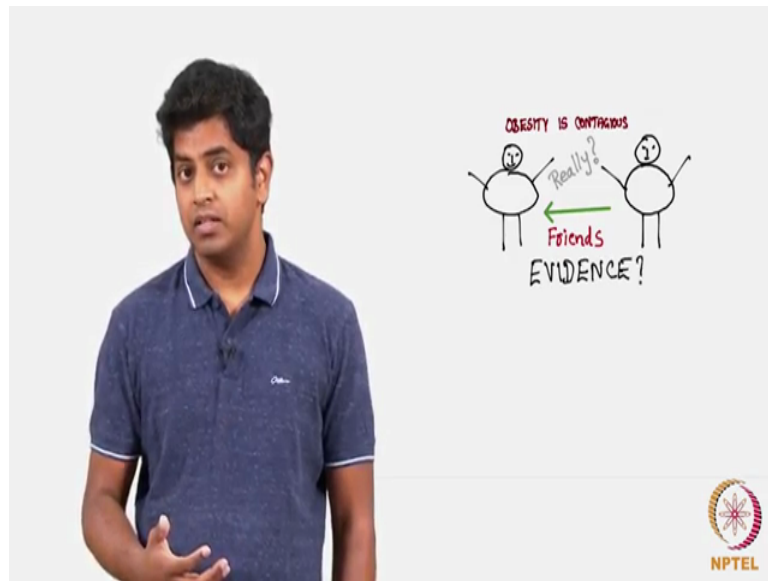 OBESITY IS CONTAGIOUS
Really?
Friends
EVIDENCE?
NPTEL